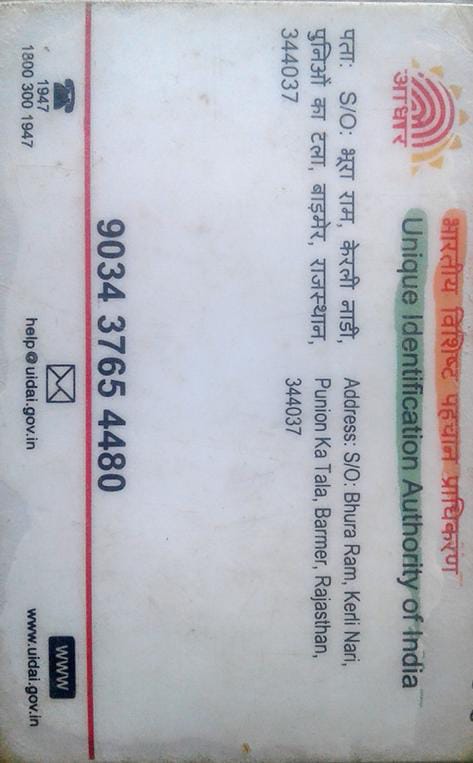 भारतीय विशिष्ट पहचान प्राधिकरण
Unique Identification Authority of India
आधार
पता: S/O: भूरा राम, केरली नाडी,
पुनिओं का टला, बाड़मेर, राजस्थान,
344037
Address: S/O: Bhura Ram, Kerli Nari,
Punion Ka Tala, Barmer, Rajasthan,
344037
9034 3765 4480
1947
1800 300 1947
help@uidai.gov.in
www
www.uidai.gov.in